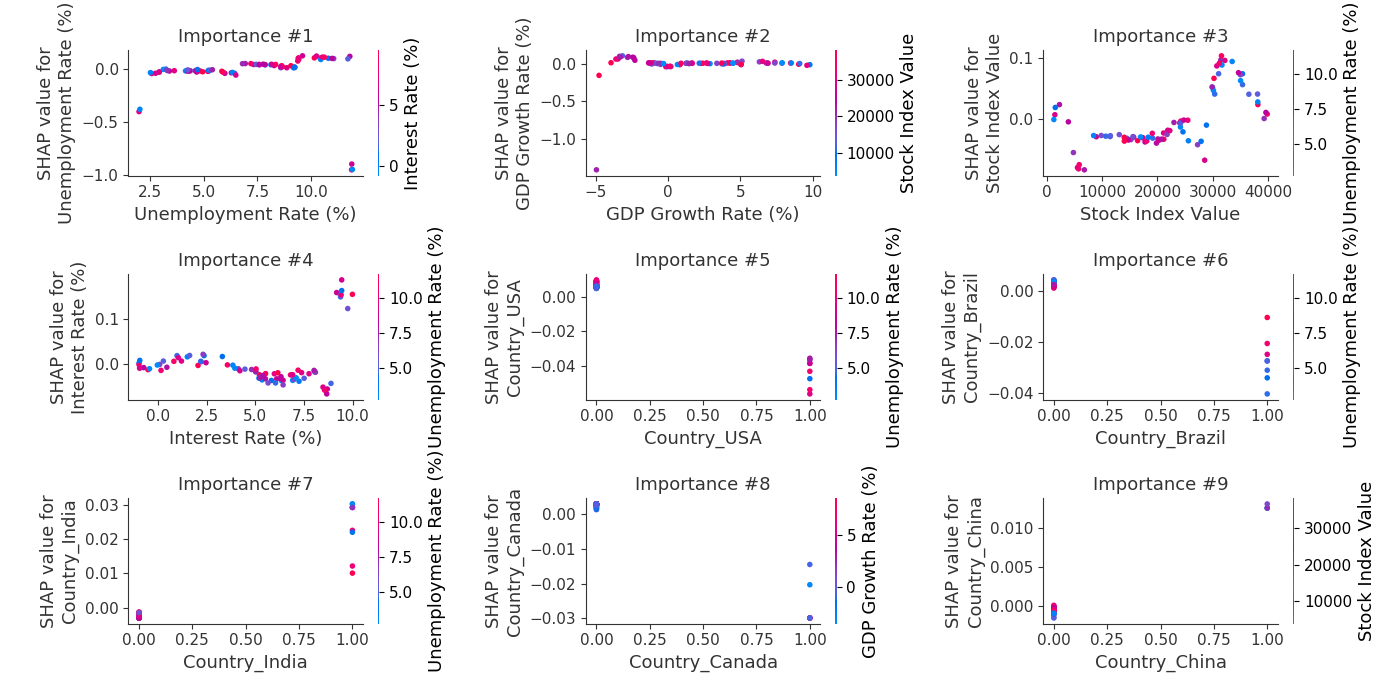 Importance #1
SHAP value for
Unemployment Rate (%)
0.0
−0.5
−1.0
2.5
5.0
7.5
10.0
Unemployment Rate (%)
5
0
Interest Rate (%)
Importance #2
SHAP value for
GDP Growth Rate (%)
0.0
−0.5
−1.0
−5
0
5
10
GDP Growth Rate (%)
30000
20000
10000
Stock Index Value
Importance #3
SHAP value for
Stock Index Value
0.1
0.0
0
10000
20000
30000
40000
Stock Index Value
10.0
7.5
5.0
Unemployment Rate (%)
Importance #4
SHAP value for
Interest Rate (%)
0.1
0.0
0.0
2.5
5.0
7.5
10.0
Interest Rate (%)
10.0
7.5
5.0
Unemployment Rate (%)
Importance #5
SHAP value for
Country_USA
0.00
−0.02
−0.04
0.00
0.25
0.50
0.75
1.00
Country_USA
10.0
7.5
5.0
Unemployment Rate (%)
Importance #6
SHAP value for
Country_Brazil
0.00
−0.02
−0.04
0.00
0.25
0.50
0.75
1.00
Country_Brazil
10.0
7.5
5.0
Unemployment Rate (%)
Importance #7
SHAP value for
Country_India
0.03
0.02
0.01
0.00
0.00
0.25
0.50
0.75
1.00
Country_India
10.0
7.5
5.0
Unemployment Rate (%)
Importance #8
SHAP value for
Country_Canada
0.00
−0.01
−0.02
−0.03
0.00
0.25
0.50
0.75
1.00
Country_Canada
5
0
GDP Growth Rate (%)
Importance #9
SHAP value for
Country_China
0.010
0.005
0.000
0.00
0.25
0.50
0.75
1.00
Country_China
30000
20000
10000
Stock Index Value